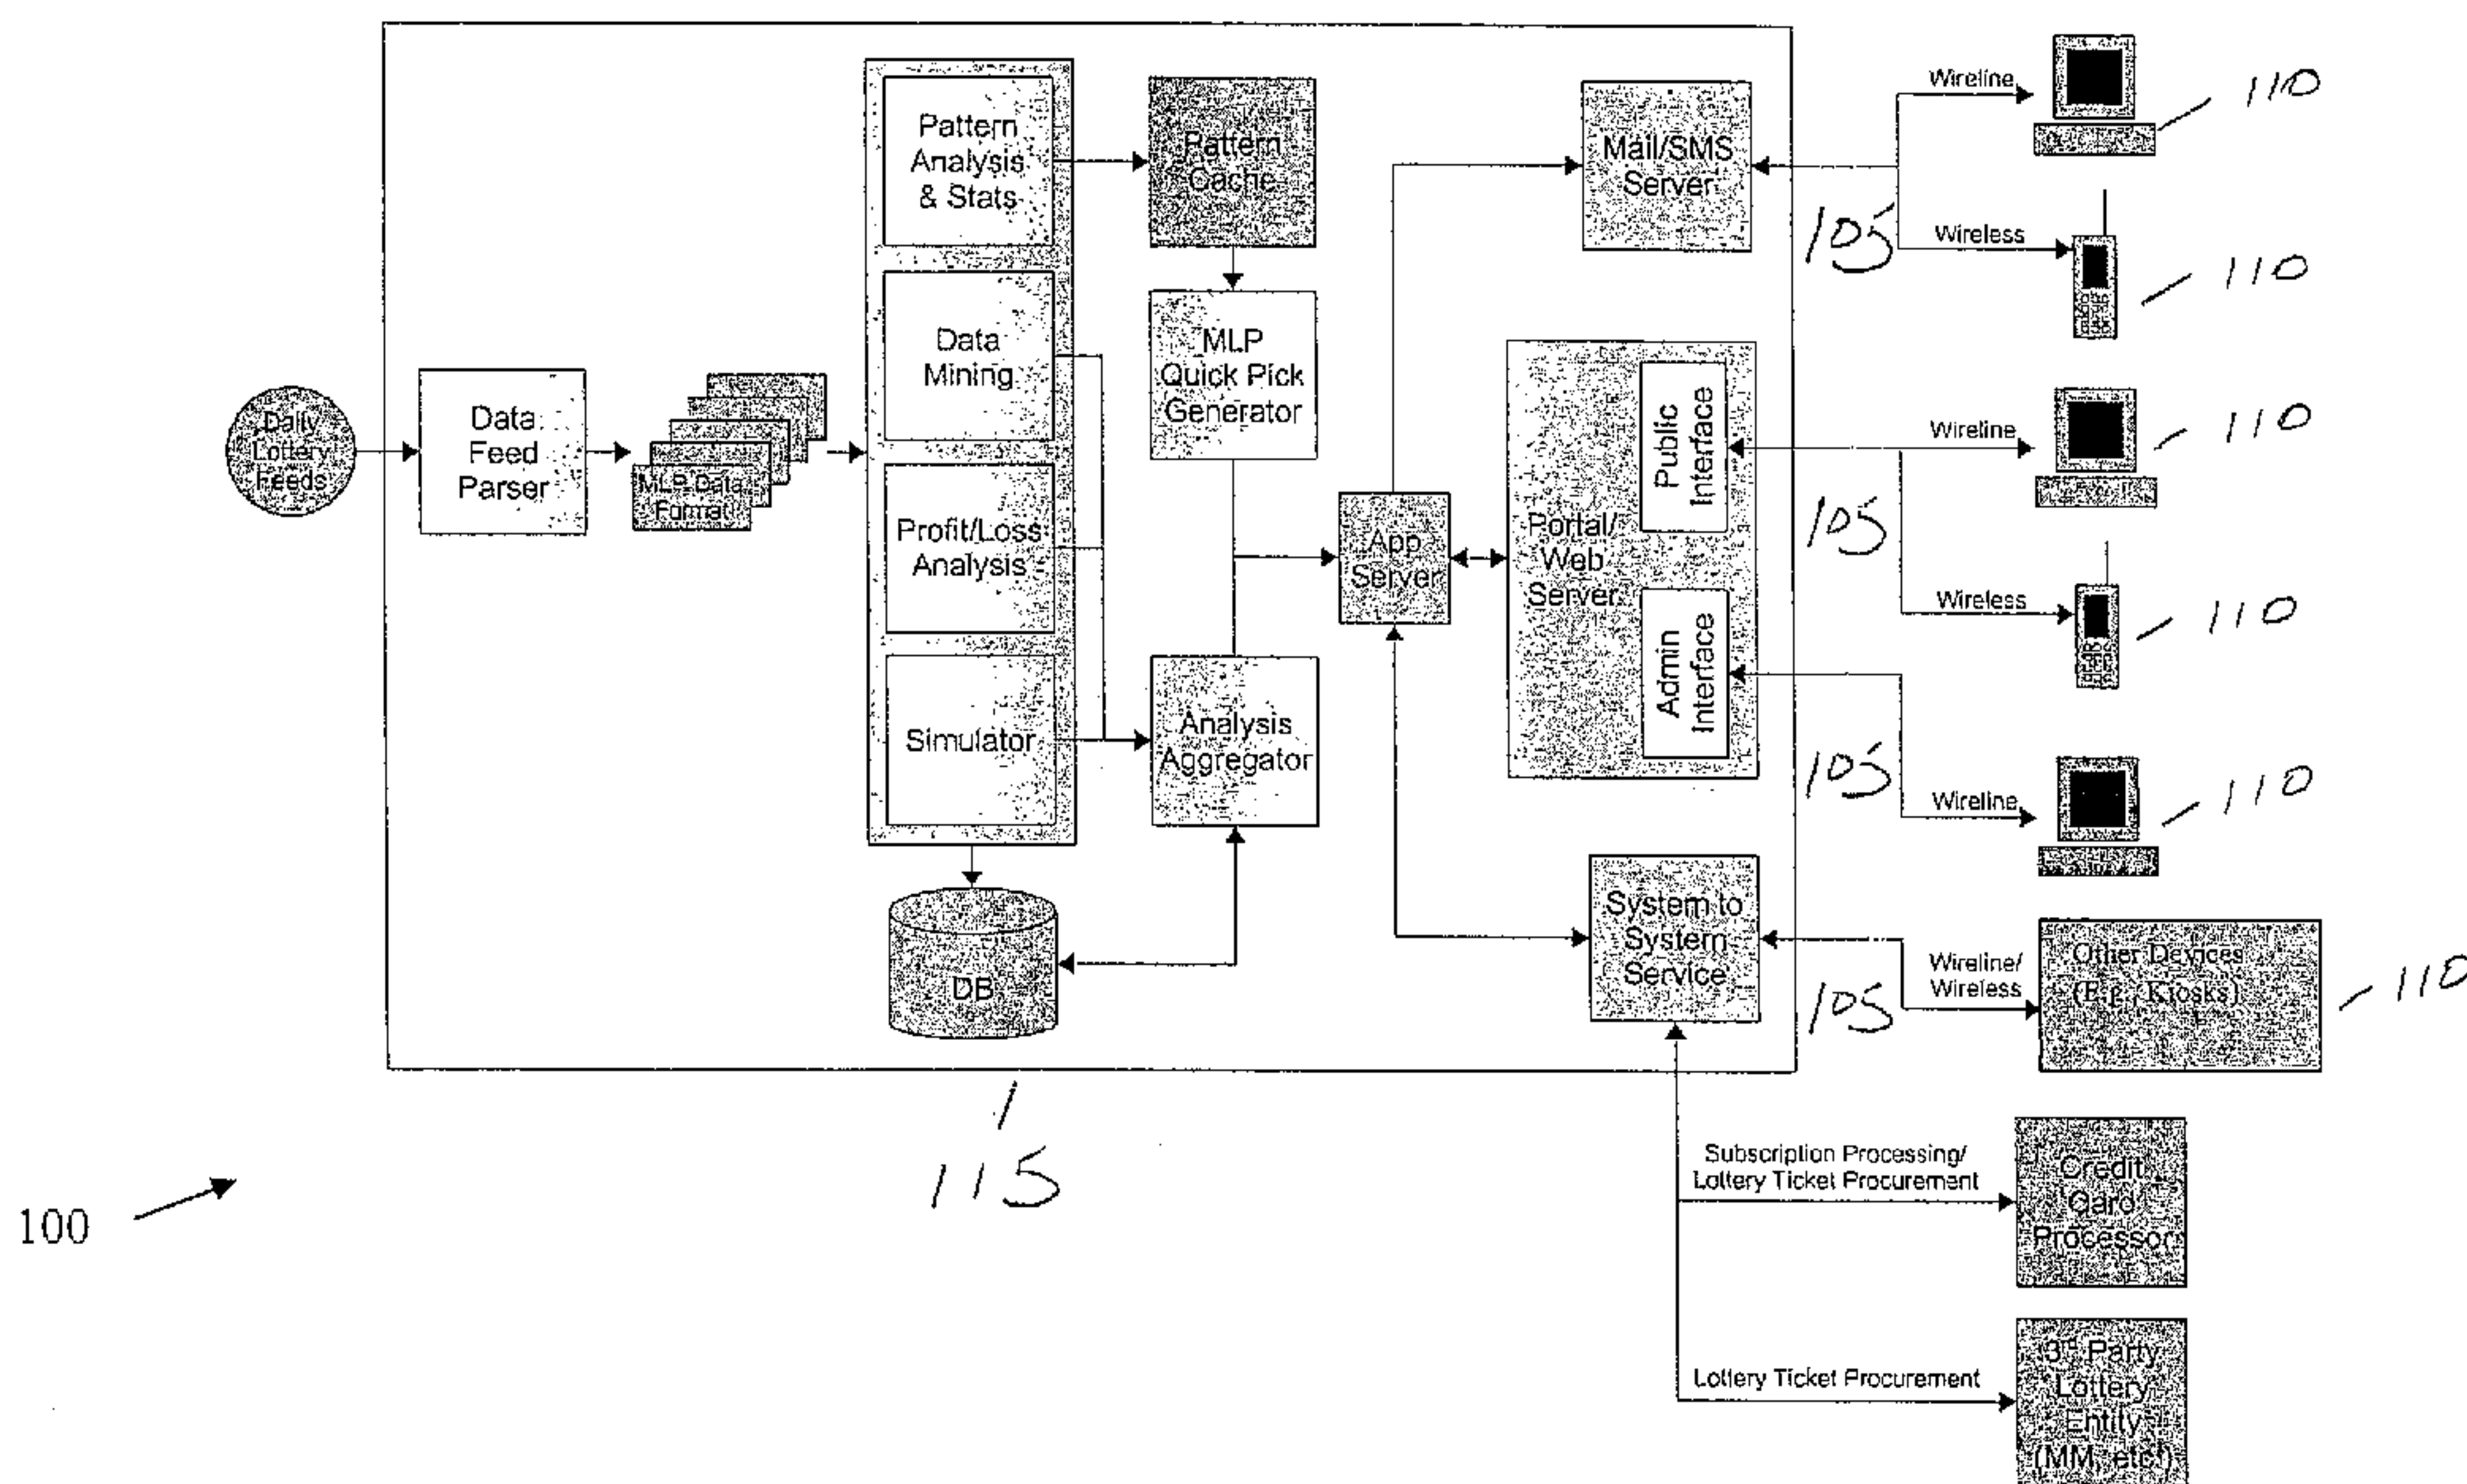 Daily
Lottery
Feeds
Data
Feed
Parser
MLP Data
Format
Pattern
Analysis
& Stats
Data
Mining
Profit/Loss
Analysis
Simulator
DB
Pattern
Cache
MLP
Quick Pick
Generator
Analysis
Aggregator
App
Server
Mail/SMS
Server
Portal/
Web
Server
Public
Interface
Admin
Interface
System to
System
Service
Wireline
110
105
Wireless
110
Wireline
110
105
Wireless
110
105
Wireline
110
Wireline/
Wireless
105
Other Devices
(E.g., Kiosks)
110
115
100
Subscription Processing/
Lottery Ticket Procurement
Credit
Card
Processor
Lottery Ticket Procurement
3rd Party
Lottery
Entity
(MM, etc.)